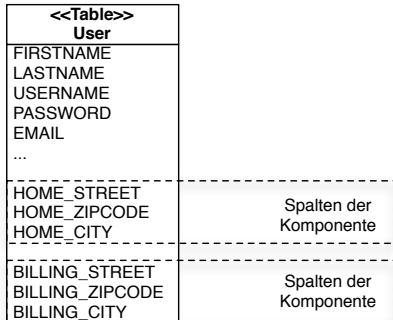 <<Table>>
User
FIRSTNAME
LASTNAME
USERNAME
PASSWORD
EMAIL
...
HOME_STREET
HOME_ZIPCODE
HOME_CITY
Spalten der
Komponente
BILLING_STREET
BILLING_ZIPCODE
BILLING_CITY
Spalten der
Komponente